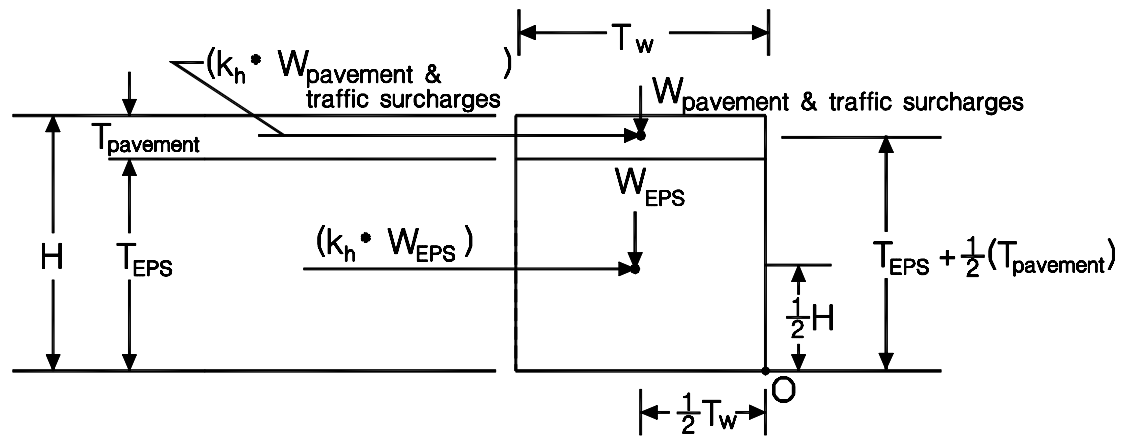 T_w
(k_h • W_pavement &
traffic surcharges)
W_pavement & traffic surcharges
T_pavement
W_EPS
(k_h • W_EPS)
H
T_EPS
T_EPS + 1/2 (T_pavement)
1/2 H
O
1/2 T_w